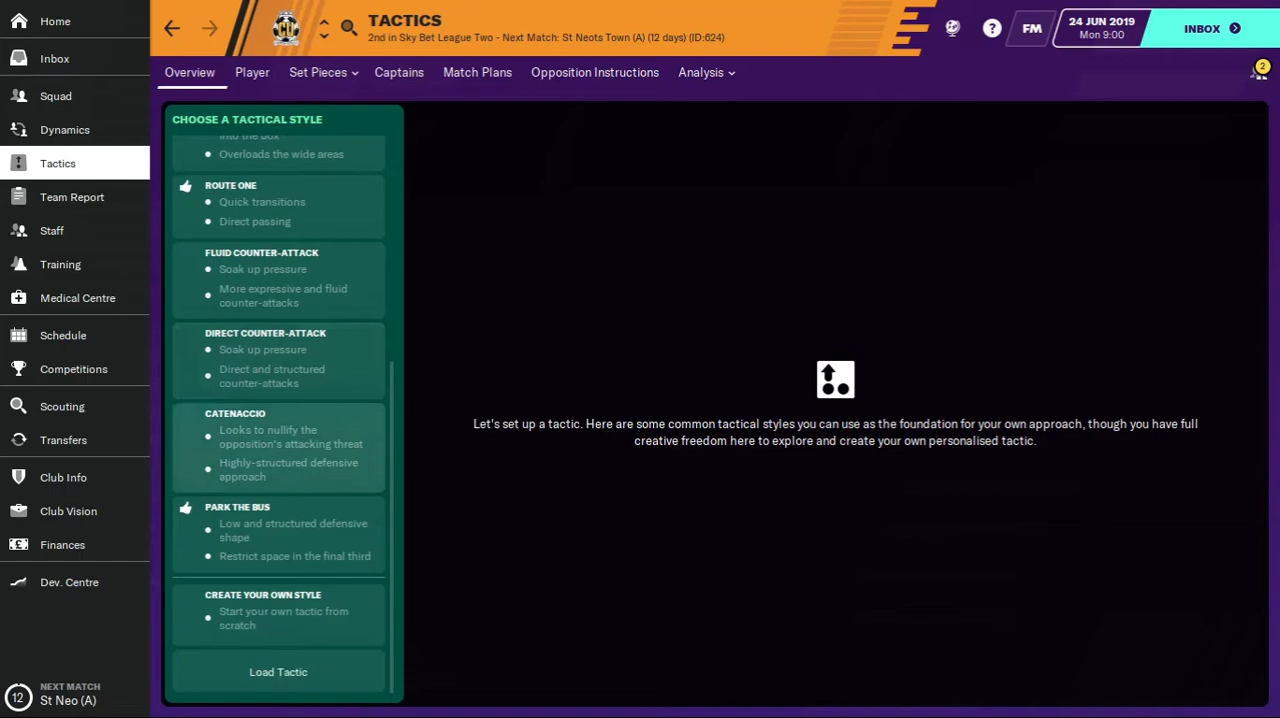 Home
Inbox
Squad
Dynamics
Tactics
Team Report
Staff
Training
Medical Centre
Schedule
Competitions
Scouting
Transfers
Club Info
Club Vision
Finances
Dev. Centre
12
NEXT MATCH
St Neo (A)
CU
TACTICS
2nd in Sky Bet League Two - Next Match: St Neots Town (A) (12 days) (ID:624)
?
FM
24 JUN 2019
Mon 9:00
INBOX
Overview
Player
Set Pieces
Captains
Match Plans
Opposition Instructions
Analysis
2
CHOOSE A TACTICAL STYLE
into the box
Overloads the wide areas
ROUTE ONE
Quick transitions
Direct passing
FLUID COUNTER-ATTACK
Soak up pressure
More expressive and fluid
counter-attacks
DIRECT COUNTER-ATTACK
Soak up pressure
Direct and structured
counter-attacks
CATENACCIO
Looks to nullify the
opposition's attacking threat
Highly-structured defensive
approach
PARK THE BUS
Low and structured defensive
shape
Restrict space in the final third
CREATE YOUR OWN STYLE
Start your own tactic from
scratch
Load Tactic
Let's set up a tactic. Here are some common tactical styles you can use as the foundation for your own approach, though you have full
creative freedom here to explore and create your own personalised tactic.